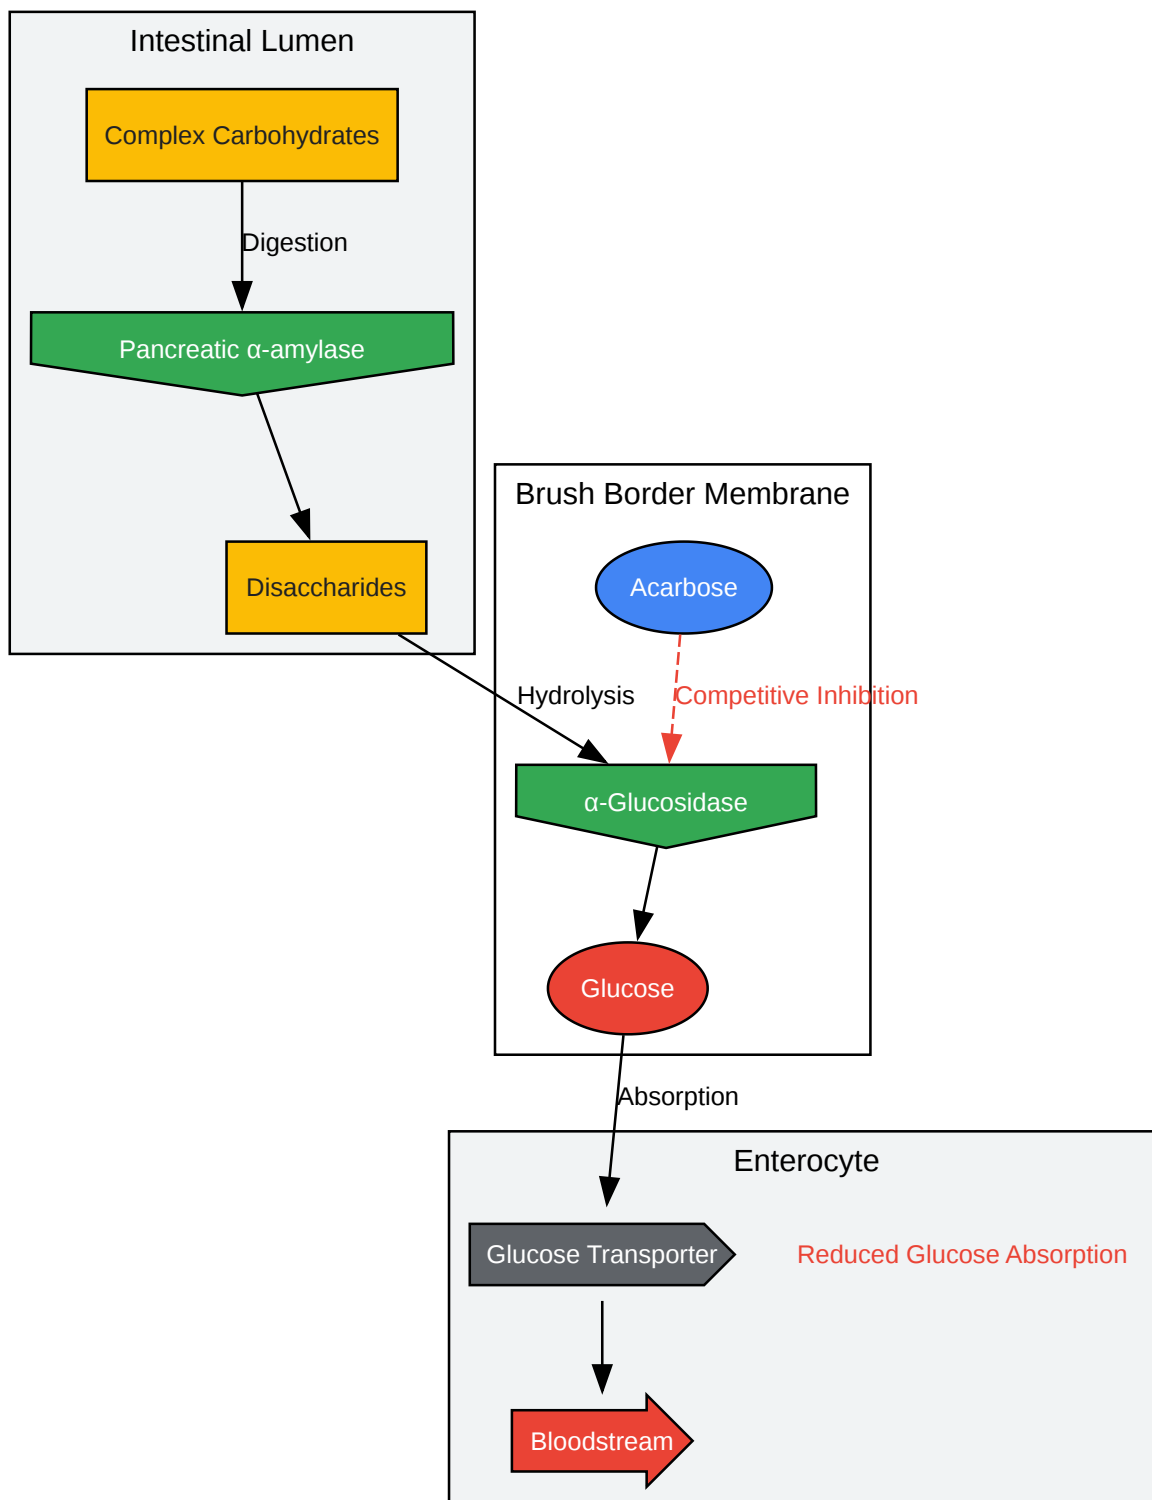 Intestinal Lumen
Complex Carbohydrates
Digestion
Pancreatic α-amylase
Disaccharides
Brush Border Membrane
Acarbose
Hydrolysis
Competitive Inhibition
α-Glucosidase
Glucose
Absorption
Enterocyte
Glucose Transporter
Reduced Glucose Absorption
Bloodstream